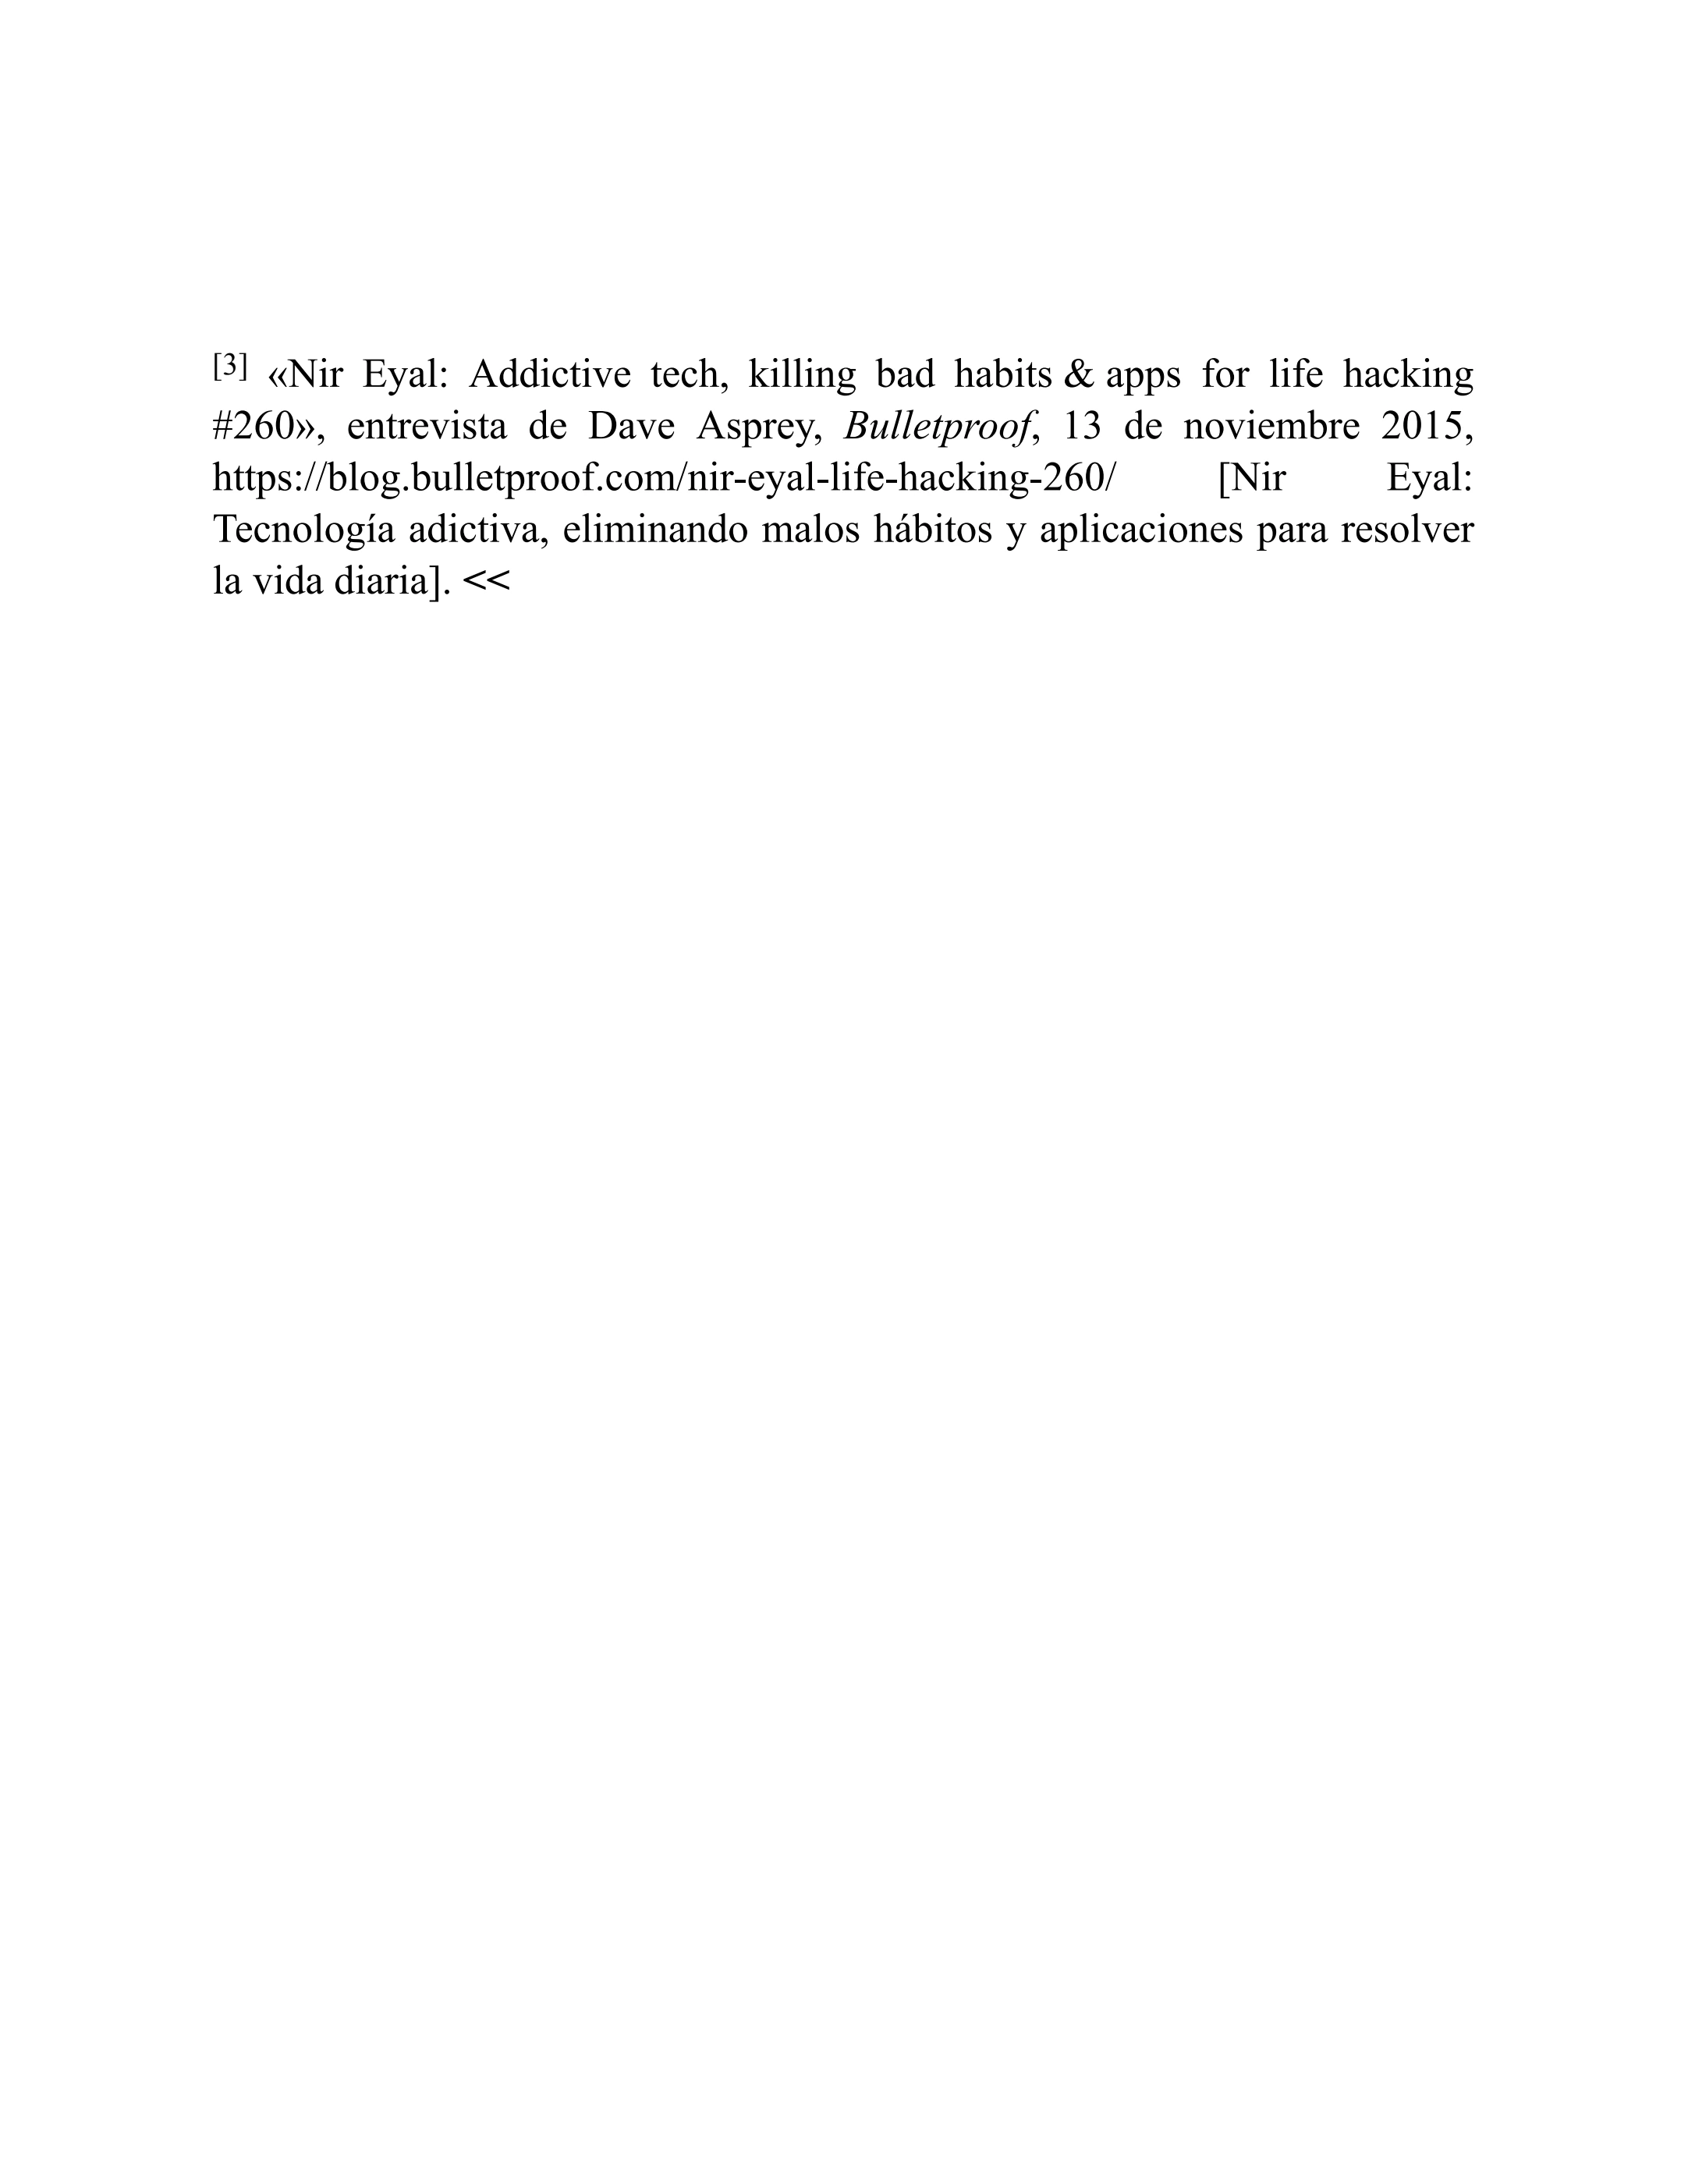 [3] «Nir Eyal: Addictive tech, killing bad habits & apps for life hacking
#260», entrevista de Dave Asprey, Bulletproof, 13 de noviembre 2015,
https://blog.bulletproof.com/nir-eyal-life-hacking-260/ [Nir Eyal:
Tecnología adictiva, eliminando malos hábitos y aplicaciones para resolver
la vida diaria]. <<